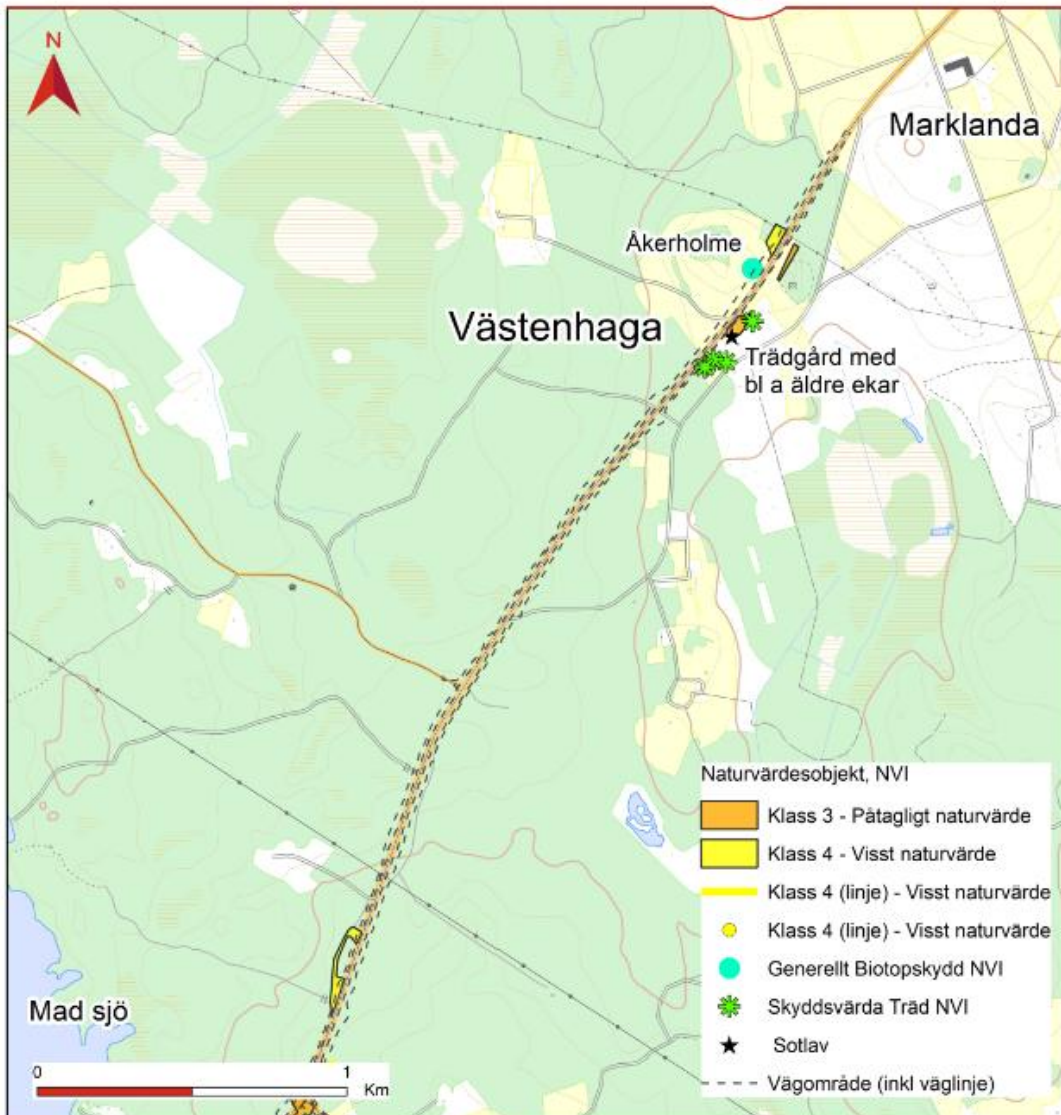 N
Marklanda
Åkerholme
Västenhaga
Trädgård med
bl a äldre ekar
Mad sjö
0 1
Km
Naturvärdesobjekt, NVI
Klass 3 - Påtagligt naturvärde
Klass 4 - Visst naturvärde
Klass 4 (linje) - Visst naturvärde
Klass 4 (linje) - Visst naturvärde
Generellt Biotopskydd NVI
Skyddsvärda Träd NVI
Sotlav
Vägområde (inkl väglinje)